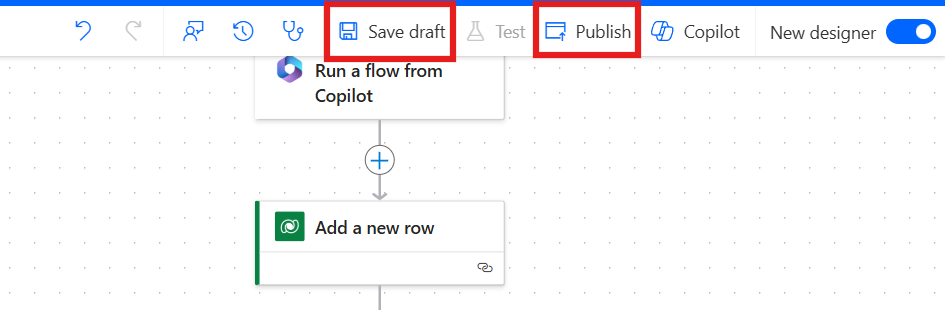 Save draft
Test
Publish
Copilot
New designer
Run a flow from
Copilot
Add a new row